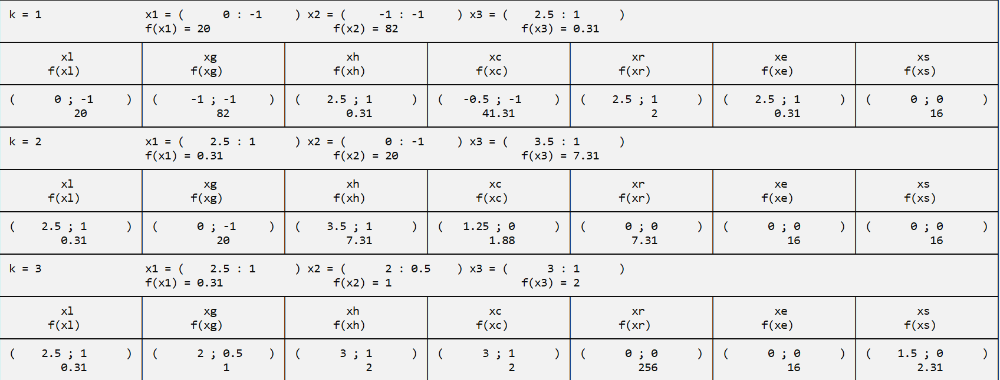 k = 1 x1 = ( 0 : -1 ) x2 = ( -1 : -1 ) x3 = ( 2.5 : 1 )
f(x1) = 20 f(x2) = 82 f(x3) = 0.31
xl xg xh xc xr xe xs
f(xl) f(xg) f(xh) f(xc) f(xr) f(xe) f(xs)
( 0 ; -1 ) ( -1 ; -1 ) ( 2.5 ; 1 ) ( -0.5 ; -1 ) ( 2.5 ; 1 ) ( 2.5 ; 1 ) ( 0 ; 0 )
20 82 0.31 41.31 2 0.31 16
k = 2 x1 = ( 2.5 : 1 ) x2 = ( 0 : -1 ) x3 = ( 3.5 : 1 )
f(x1) = 0.31 f(x2) = 20 f(x3) = 7.31
xl xg xh xc xr xe xs
f(xl) f(xg) f(xh) f(xc) f(xr) f(xe) f(xs)
( 2.5 ; 1 ) ( 0 ; -1 ) ( 3.5 ; 1 ) ( 1.25 ; 0 ) ( 0 ; 0 ) ( 0 ; 0 ) ( 0 ; 0 )
0.31 20 7.31 1.88 7.31 16 16
k = 3 x1 = ( 2.5 : 1 ) x2 = ( 2 : 0.5 ) x3 = ( 3 : 1 )
f(x1) = 0.31 f(x2) = 1 f(x3) = 2
xl xg xh xc xr xe xs
f(xl) f(xg) f(xh) f(xc) f(xr) f(xe) f(xs)
( 2.5 ; 1 ) ( 2 ; 0.5 ) ( 3 ; 1 ) ( 3 ; 1 ) ( 0 ; 0 ) ( 0 ; 0 ) ( 1.5 ; 0 )
0.31 1 2 2 256 16 2.31